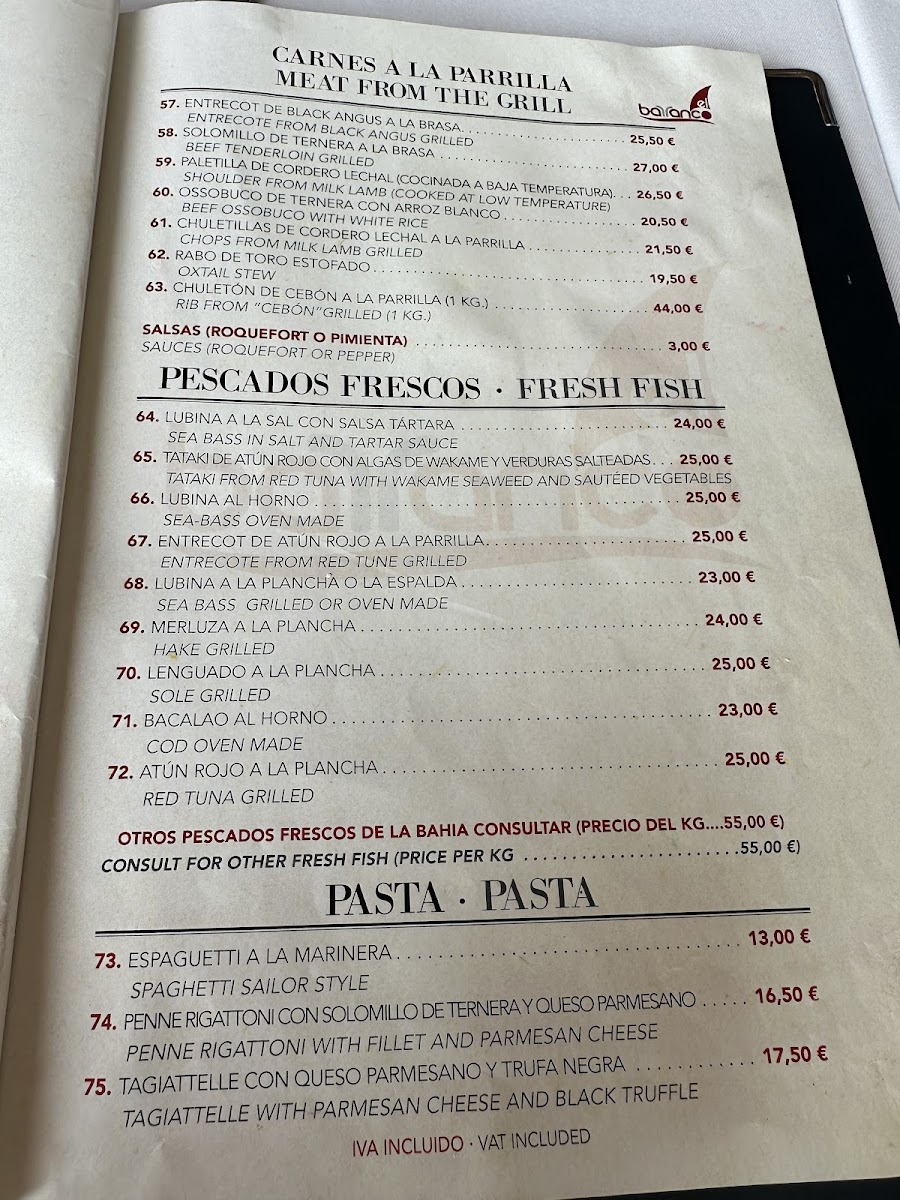 CARNES A LA PARRILLA
MEAT FROM THE GRILL
el
barranco
57. ENTRECOT DE BLACK ANGUS A LA BRASA. 25,50 €
ENTRECOTE FROM BLACK ANGUS GRILLED
58. SOLOMILLO DE TERNERA A LA BRASA 27,00 €
BEEF TENDERLOIN GRILLED
59. PALETILLA DE CORDERO LECHAL (COCINADA A BAJA TEMPERATURA). 26,50 €
SHOULDER FROM MILK LAMB (COOKED AT LOW TEMPERATURE)
60. OSSOBUCO DE TERNERA CON ARROZ BLANCO 20,50 €
BEEF OSSOBUCO WITH WHITE RICE
61. CHULETILLAS DE CORDERO LECHAL A LA PARRILLA 21,50 €
CHOPS FROM MILK LAMB GRILLED
62. RABO DE TORO ESTOFADO 19,50 €
OXTAIL STEW
63. CHULETÓN DE CEBÓN A LA PARRILLA (1 KG.) 44,00 €
RIB FROM "CEBÓN"GRILLED (1 KG.)
SALSAS (ROQUEFORT O PIMIENTA) 3,00 €
SAUCES (ROQUEFORT OR PEPPER)
PESCADOS FRESCOS · FRESH FISH
64. LUBINA A LA SAL CON SALSA TÁRTARA 24,00 €
SEA BASS IN SALT AND TARTAR SAUCE
65. TATAKI DE ATÚN ROJO CON ALGAS DE WAKAME Y VERDURAS SALTEADAS 25,00 €
TATAKI FROM RED TUNA WITH WAKAME SEAWEED AND SAUTÉED VEGETABLES
66. LUBINA AL HORNO 25,00 €
SEA-BASS OVEN MADE
67. ENTRECOT DE ATÚN ROJO A LA PARRILLA 25,00 €
ENTRECOTE FROM RED TUNE GRILLED
68. LUBINA A LA PLANCHA O LA ESPALDA 23,00 €
SEA BASS GRILLED OR OVEN MADE
69. MERLUZA A LA PLANCHA 24,00 €
HAKE GRILLED
70. LENGUADO A LA PLANCHA 25,00 €
SOLE GRILLED
71. BACALAO AL HORNO 23,00 €
COD OVEN MADE
72. ATÚN ROJO A LA PLANCHA 25,00 €
RED TUNA GRILLED
OTROS PESCADOS FRESCOS DE LA BAHIA CONSULTAR (PRECIO DEL KG....55,00 €)
CONSULT FOR OTHER FRESH FISH (PRICE PER KG 55,00 €)
PASTA · PASTA
73. ESPAGUETTI A LA MARINERA 13,00 €
SPAGHETTI SAILOR STYLE
74. PENNE RIGATTONI CON SOLOMILLO DE TERNERA Y QUESO PARMESANO 16,50 €
PENNE RIGATTONI WITH FILLET AND PARMESAN CHEESE
75. TAGIATTELLE CON QUESO PARMESANO Y TRUFA NEGRA 17,50 €
TAGIATTELLE WITH PARMESAN CHEESE AND BLACK TRUFFLE
IVA INCLUIDO · VAT INCLUDED